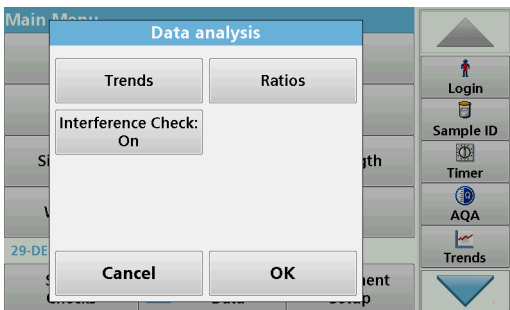 Main Menu
Data analysis
Trends
Ratios
Interference Check:
On
Cancel
OK
29-DE
Login
Sample ID
Timer
AQA
Trends